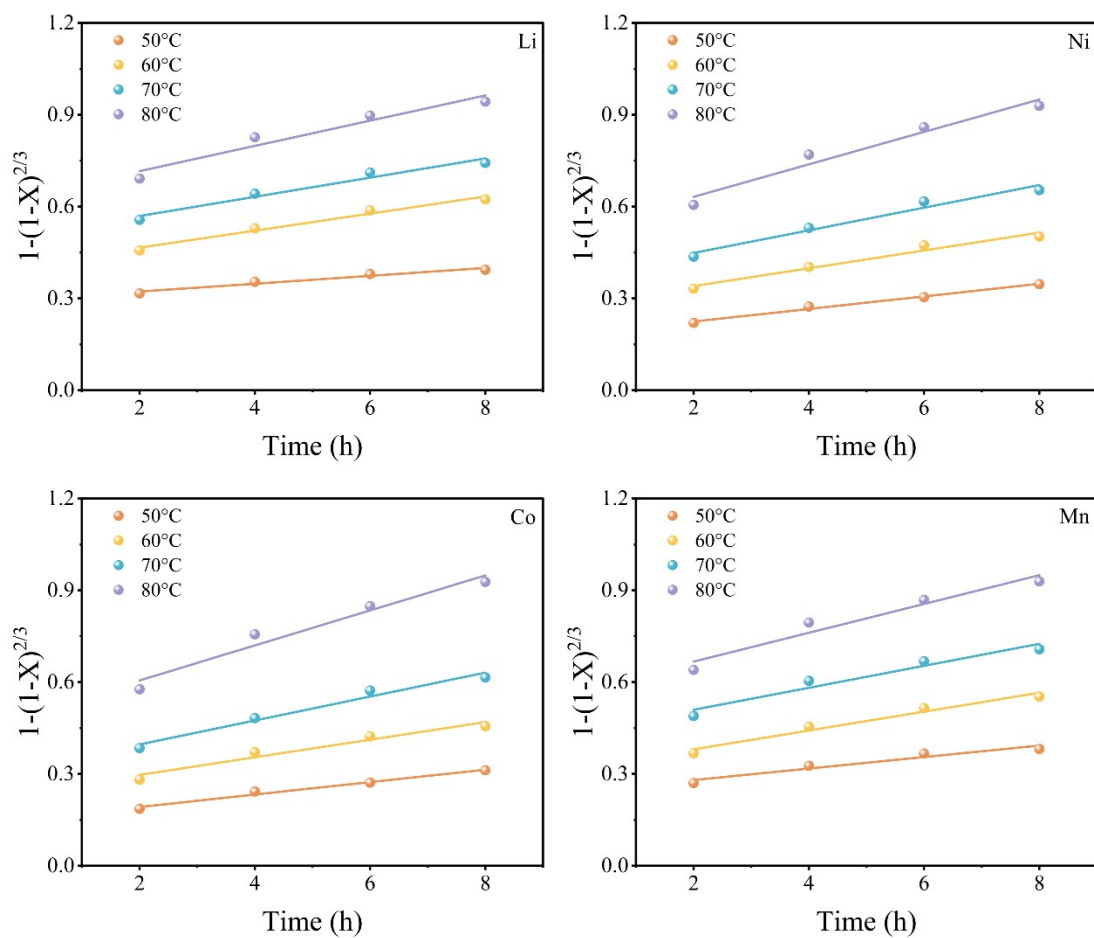 1.2
0.9
0.6
0.3
0.0
1-(1-X)^{2/3}
50°C
60°C
70°C
80°C
Li
2 4 6 8
Time (h)
1.2
0.9
0.6
0.3
0.0
1-(1-X)^{2/3}
50°C
60°C
70°C
80°C
Ni
2 4 6 8
Time (h)
1.2
0.9
0.6
0.3
0.0
1-(1-X)^{2/3}
50°C
60°C
70°C
80°C
Co
2 4 6 8
Time (h)
1.2
0.9
0.6
0.3
0.0
1-(1-X)^{2/3}
50°C
60°C
70°C
80°C
Mn
2 4 6 8
Time (h)